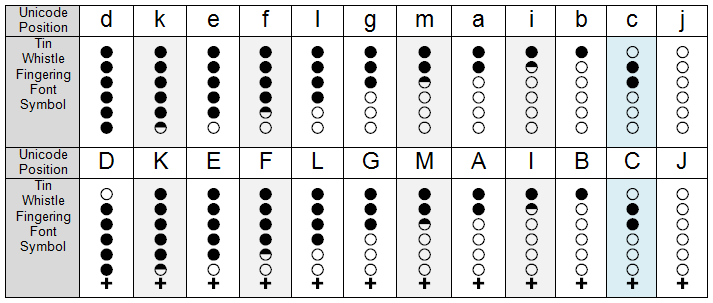 Unicode Position d k e f l g m a i b c j
Tin
Whistle
Fingering
Font
Symbol
Unicode Position D K E F L G M A I B C J
Tin
Whistle
Fingering
Font
Symbol
+ + + + + + + + + + + +